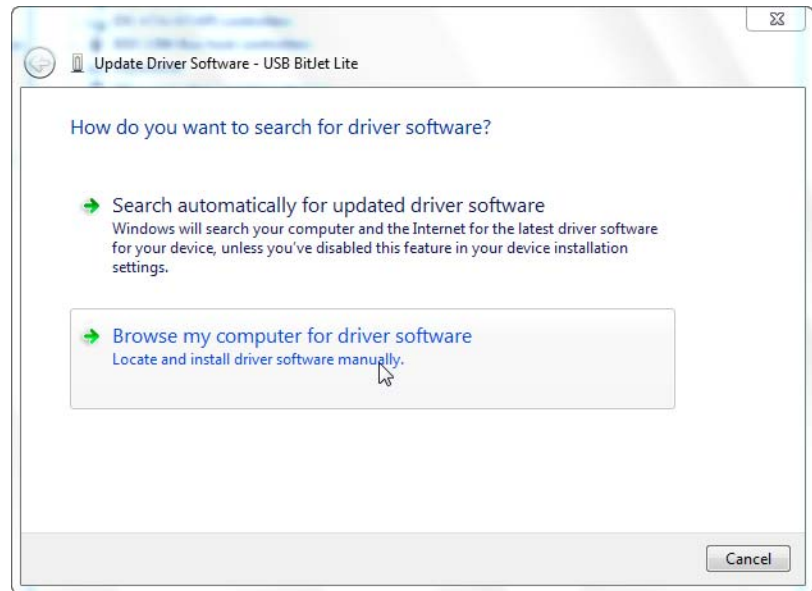 Update Driver Software - USB BitJet Lite
How do you want to search for driver software?
Search automatically for updated driver software
Windows will search your computer and the Internet for the latest driver software
for your device, unless you've disabled this feature in your device installation
settings.
Browse my computer for driver software
Locate and install driver software manually.
Cancel